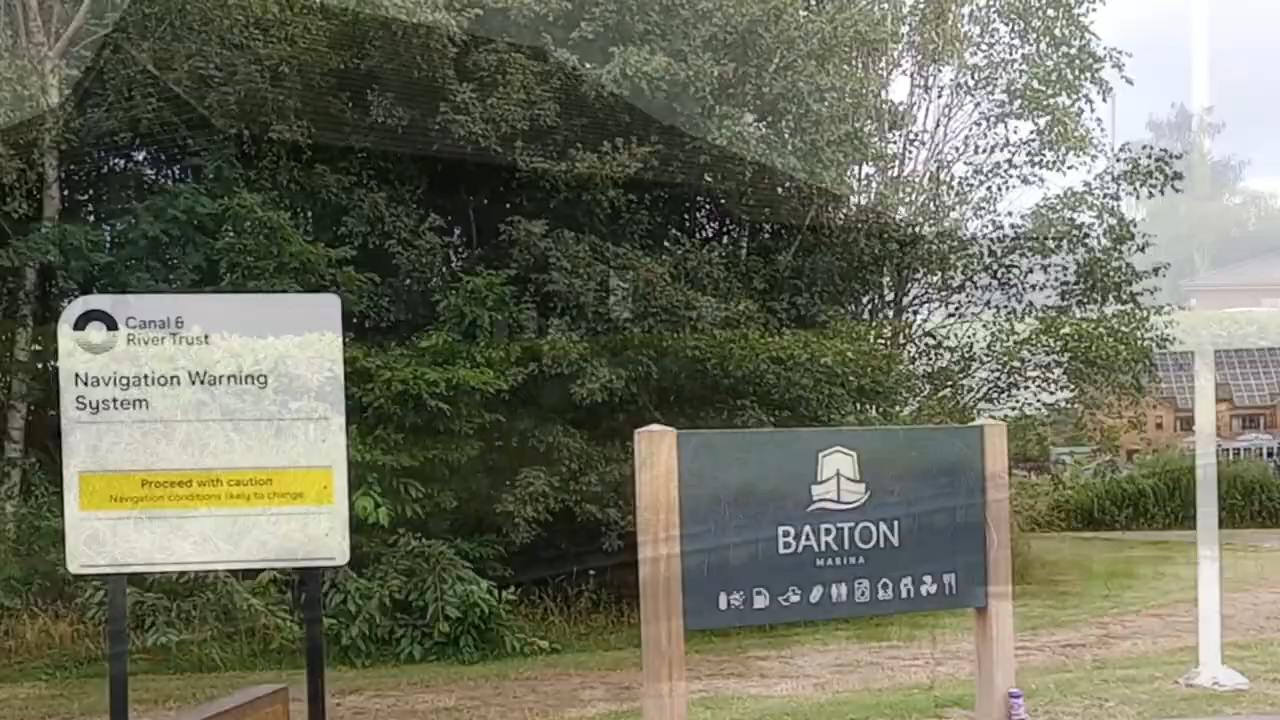 Canal &
River Trust
Navigation Warning
System
Proceed with caution
Navigation conditions likely to change
BARTON
MARINA